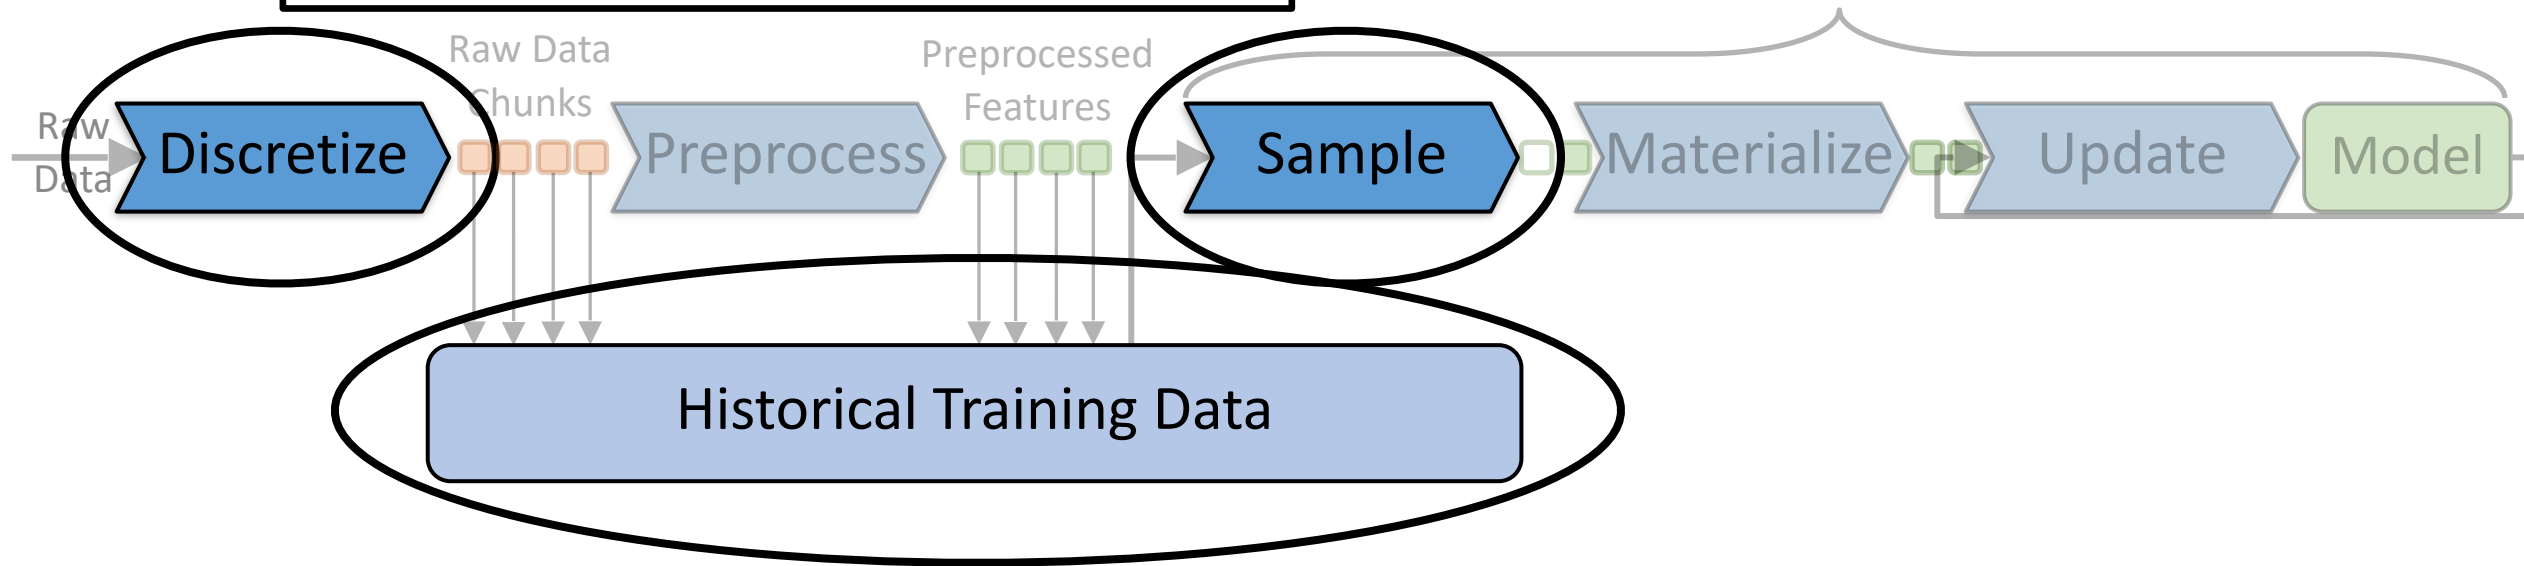 Raw
Data
Discretize
Raw Data
Chunks
Preprocess
Preprocessed
Features
Sample
Materialize
Update
Model
Historical Training Data